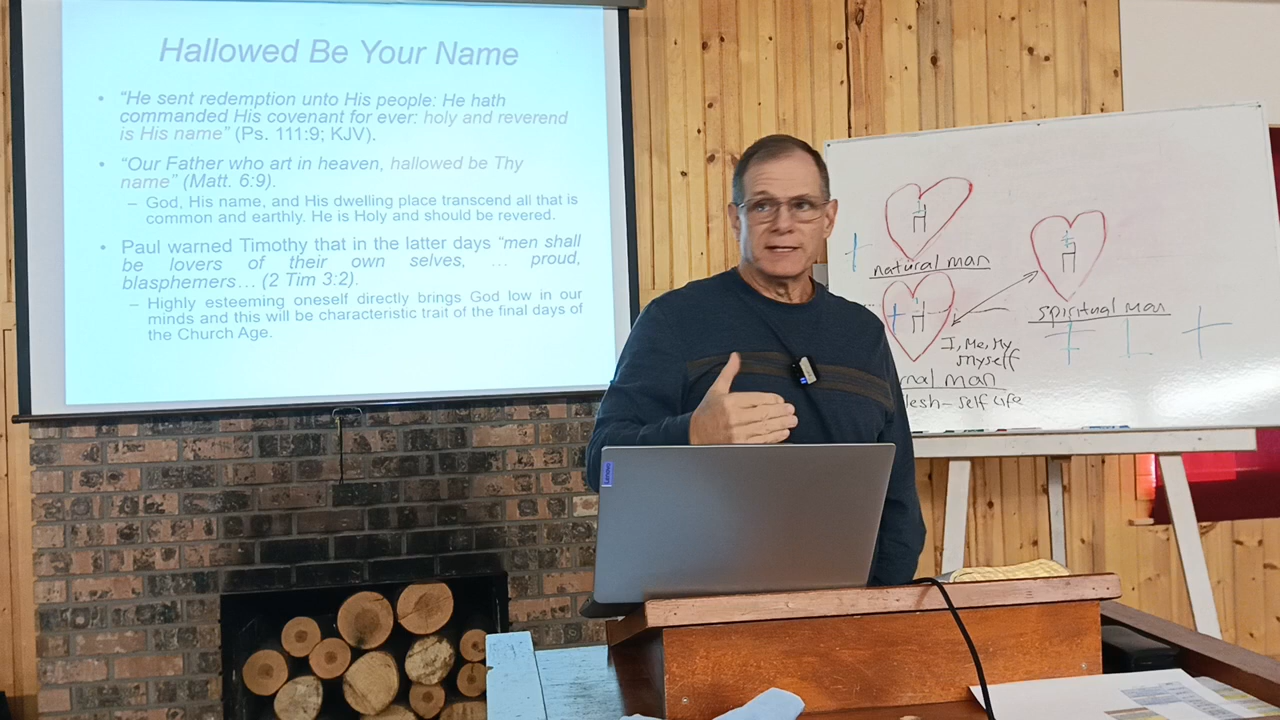 Hallowed Be Your Name
• “He sent redemption unto His people: He hath
commanded His covenant for ever: holy and reverend
is His name” (Ps. 111:9; KJV).
• “Our Father who art in heaven, hallowed be Thy
name” (Matt. 6:9).
– God, His name, and His dwelling place transcend all that is
common and earthly. He is Holy and should be revered.
• Paul warned Timothy that in the latter days “men shall
be lovers of their own selves, … proud,
blasphemers… (2 Tim 3:2).
– Highly esteeming oneself directly brings God low in our
minds and this will be characteristic trait of the final days of
the Church Age.
natural man
spiritual man
I, Me, My
Myself
rnal man
lesh - self life
Lenovo